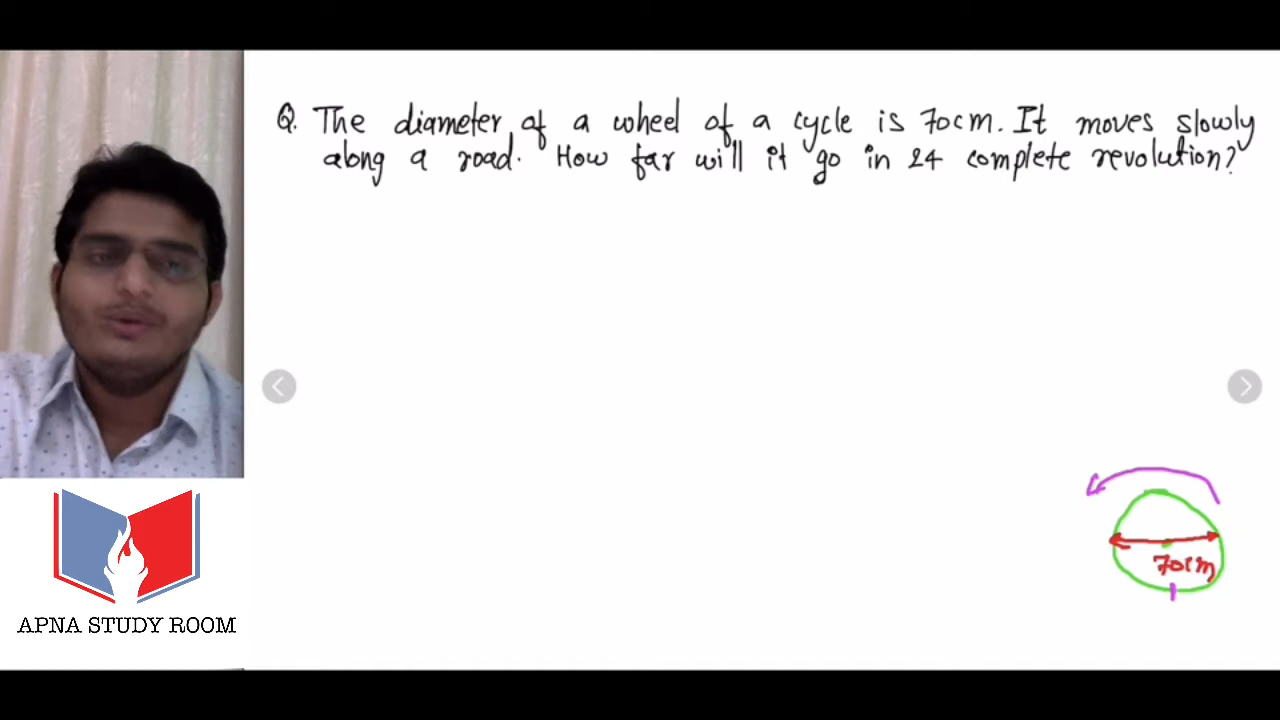 Q. The diameter of a wheel of a cycle is 70cm. It moves slowly
along a road. How far will it go in 24 complete revolution?
70cm
APNA STUDY ROOM